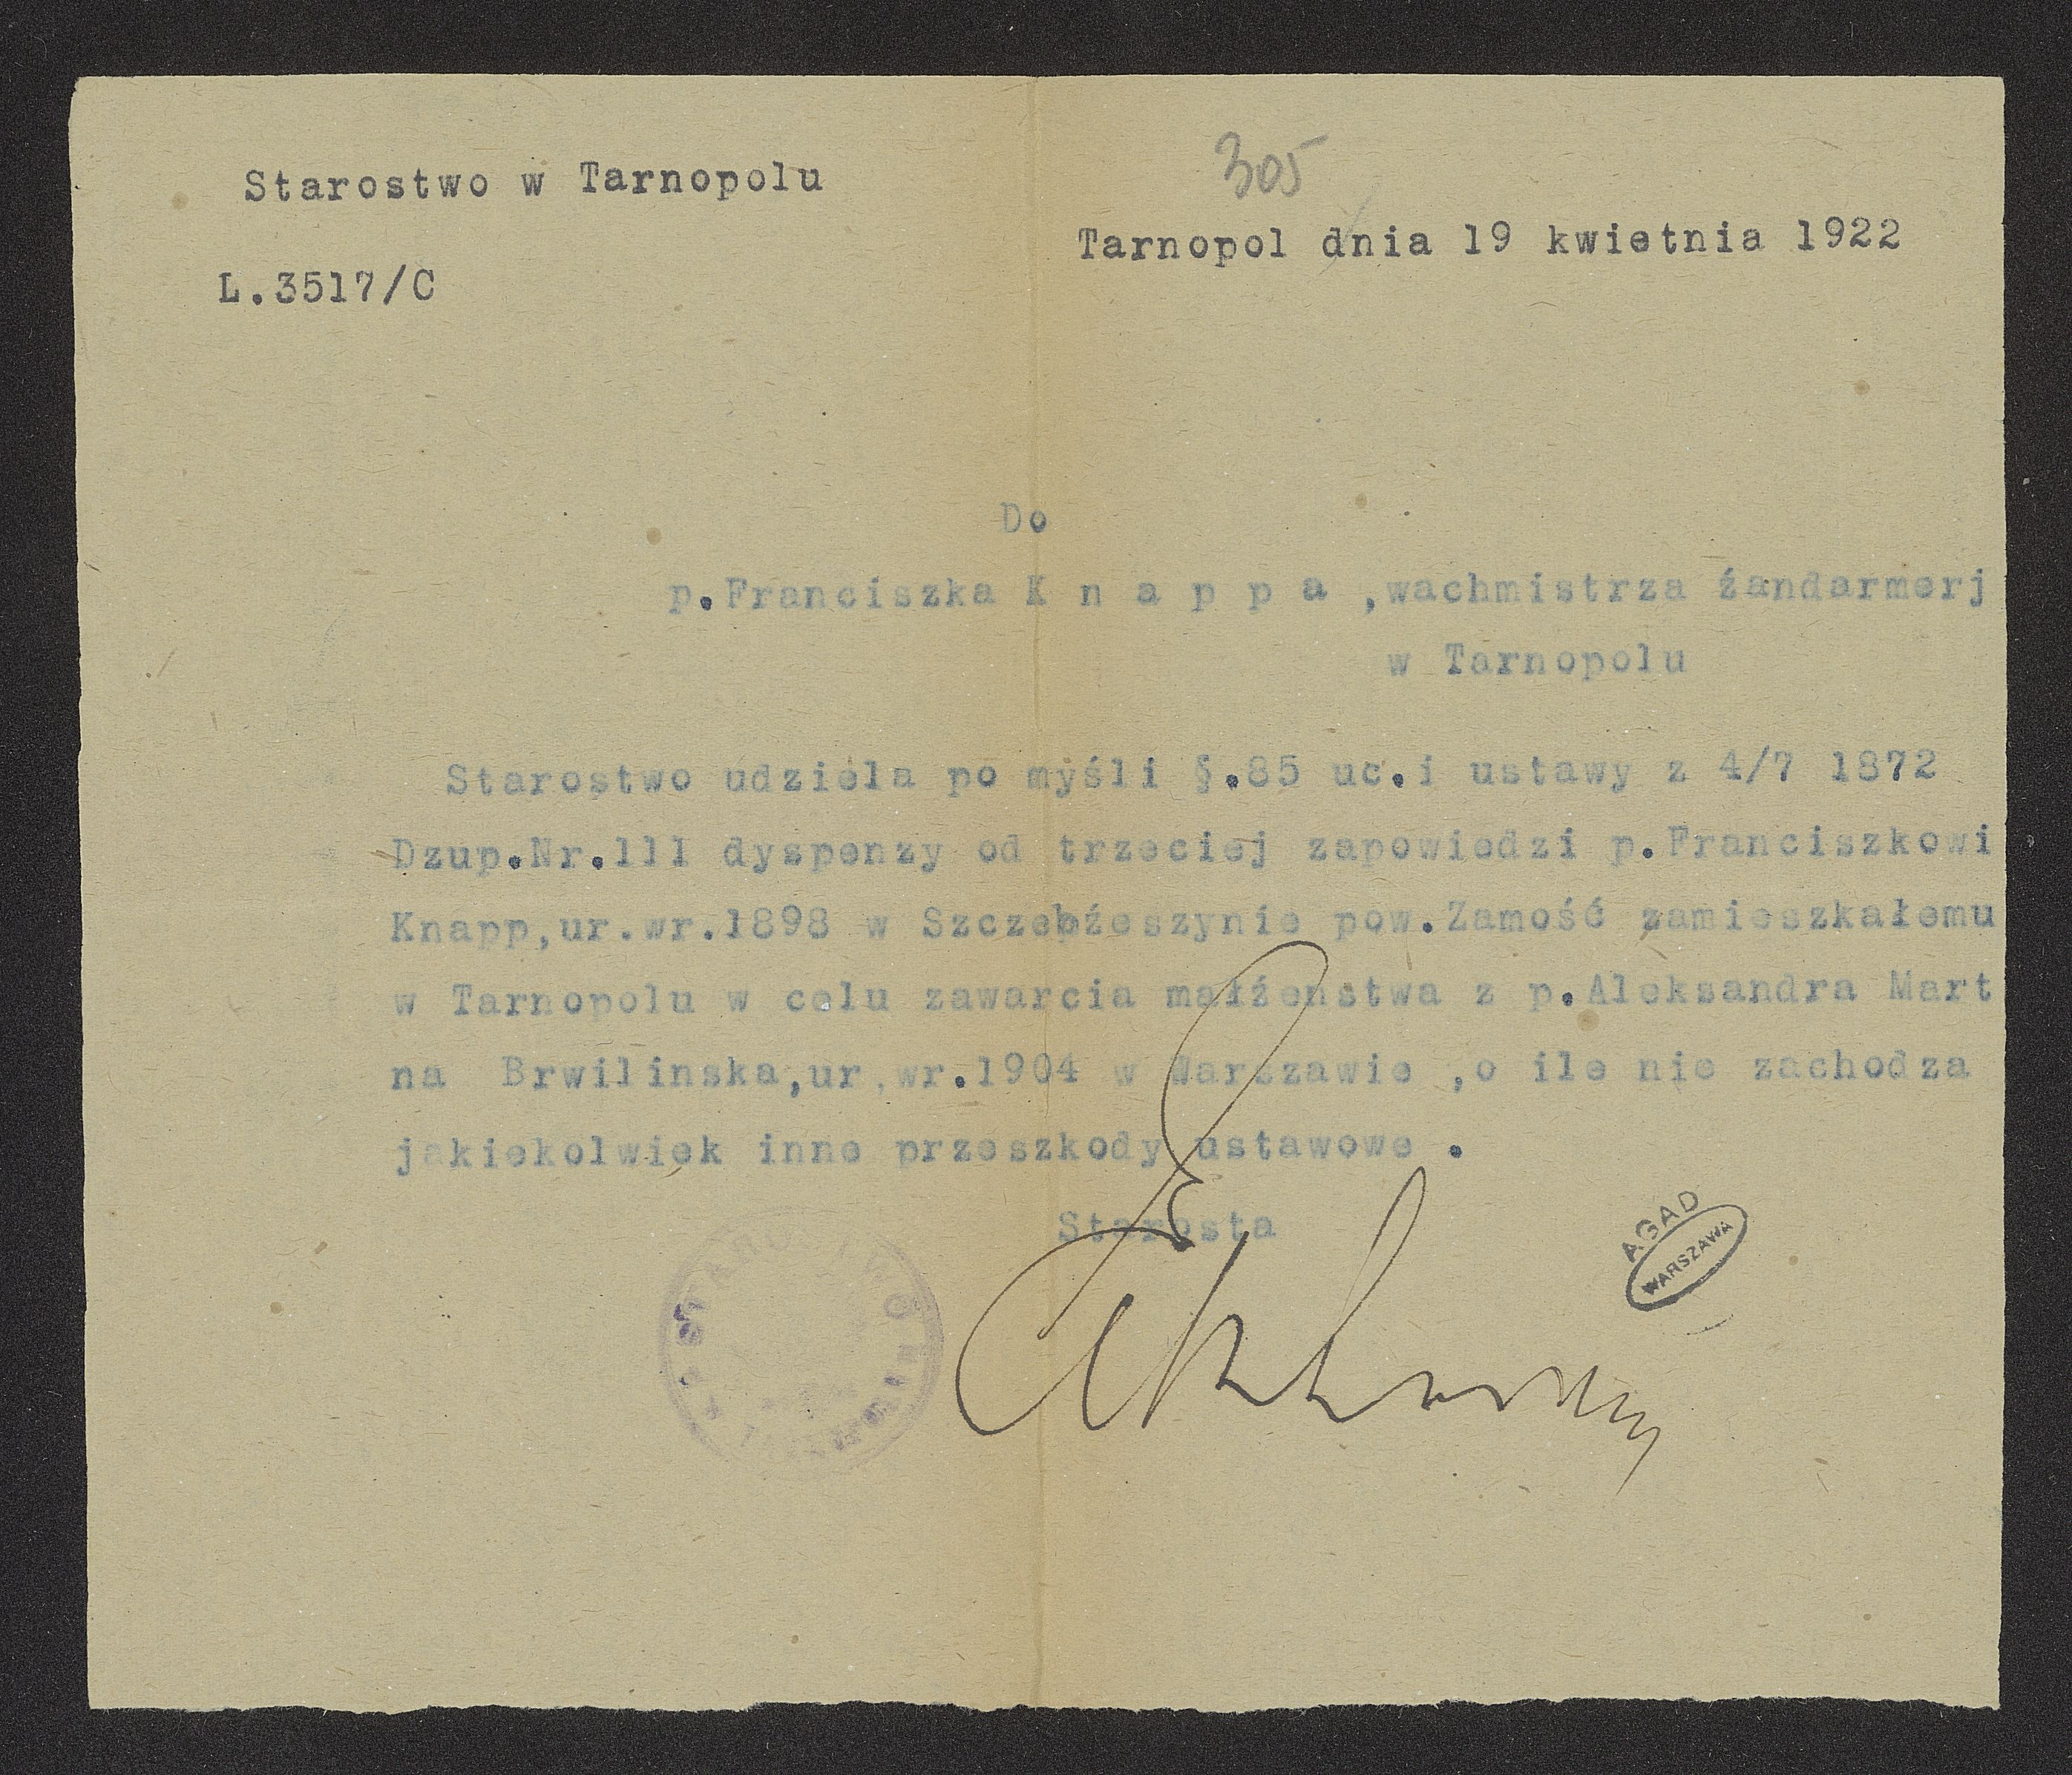 305
Starostwo w Tarnopolu
Tarnopol dnia 19 kwietnia 1922
L.3517/C
Do
p.Franciszka K n a p p a ,wachmistrza źandarmerj
w Tarnopolu
Starostwo udziela po myśli §.85 uc.i ustawy z 4/7 1872
Dzup.Nr.111 dyspenzy od trzeciej zapowiedzi p.Franciszkowi
Knapp,ur.wr.1898 w Szczebźeszynie pow.Zamość zamieszkałemu
w Tarnopolu w celu zawarcia małźenstwa z p.Aleksandra Mart
na Brwilinska,ur.wr.1904 w Warszawie ,o ile nie zachodza
jakiekolwiek inne przeszkody ustawowe .
Starosta
AGAD
WARSZAWA